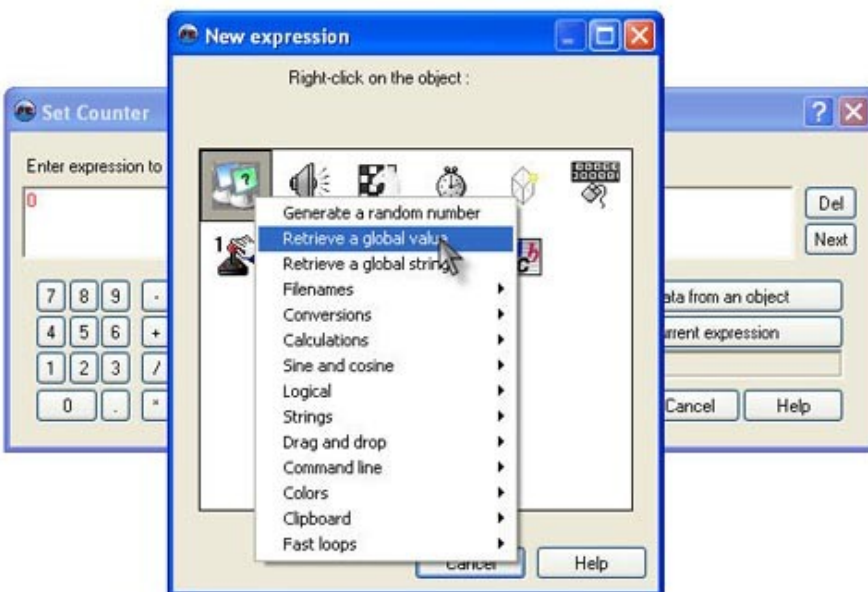 New expression
Right-click on the object :
Set Counter
Enter expression to
0
Del
Next
Generate a random number
Retrieve a global value
Retrieve a global string
Filenames
Conversions
Calculations
Sine and cosine
Logical
Strings
Drag and drop
Command line
Colors
Clipboard
Fast loops
7 8 9 -
4 5 6 +
1 2 3 /
0 . *
ata from an object
urrent expression
Cancel Help
Cancel Help